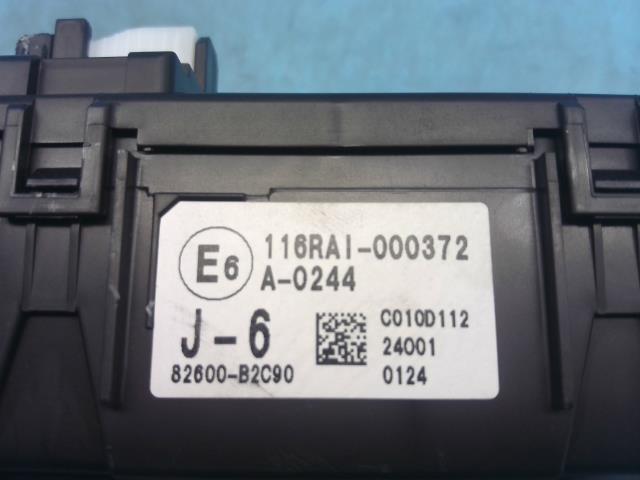 E6 116RAI-000372
A-0244
J-6 C010D112
24001
82600-B2C90 0124